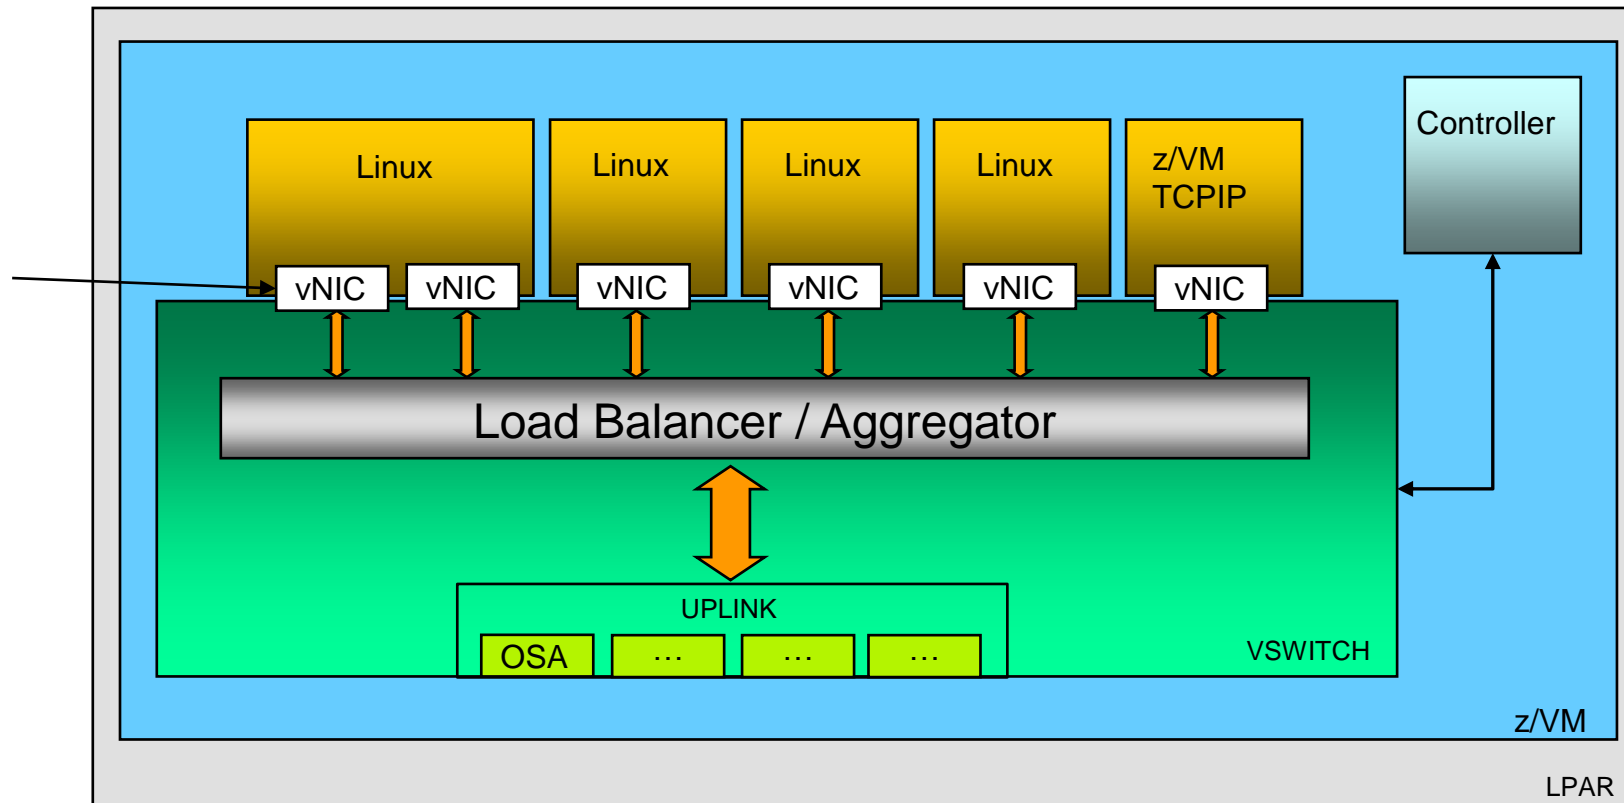 Controller
Linux
Linux
Linux
Linux
z/VM
TCPIP
vNIC
vNIC
vNIC
vNIC
vNIC
vNIC
Load Balancer / Aggregator
UPLINK
OSA
...
...
...
VSWITCH
z/VM
LPAR